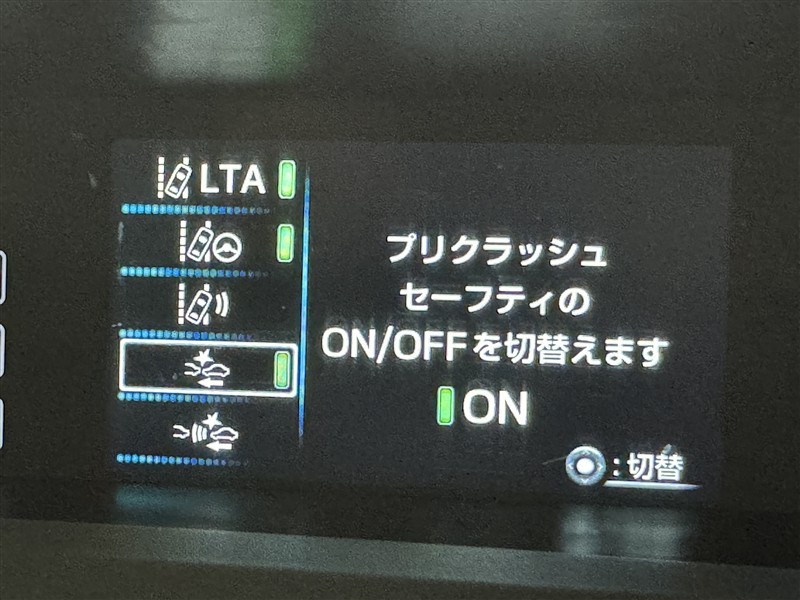 LTA
プリクラッシュ
セーフティの
ON/OFFを切替えます
ON
:切替